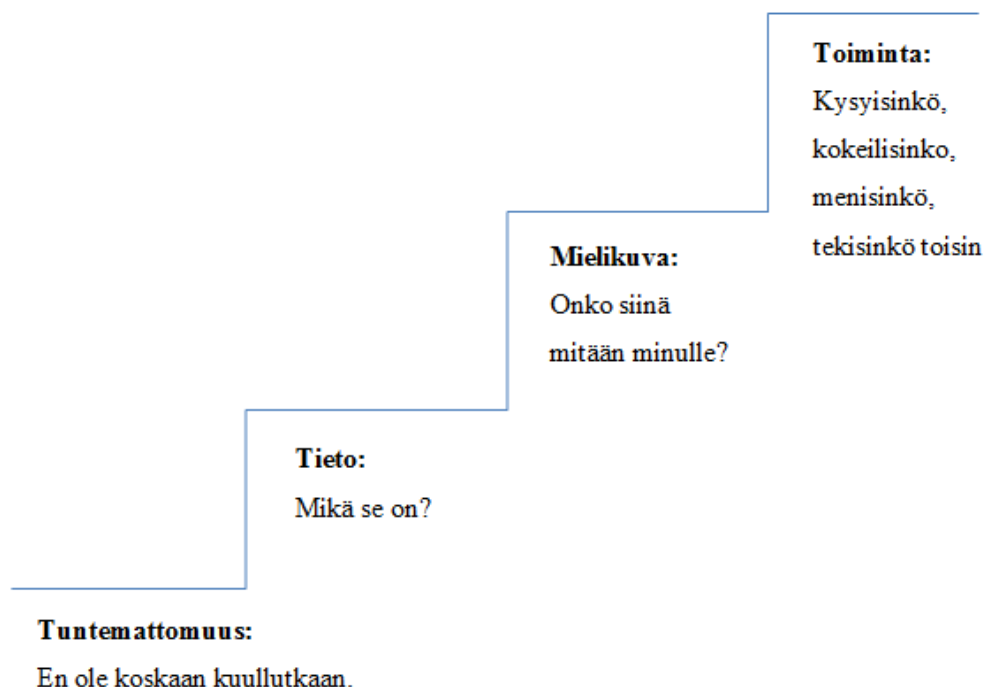 Toiminta:
Kysyisinkö,
kokeilisinko,
menisinkö,
tekisinkö toisin
Mielikuva:
Onko siinä
mitään minulle?
Tieto:
Mikä se on?
Tuntemattomuus:
En ole koskaan kuullutkaan.